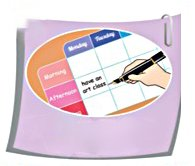 Monday Tuesday
Morning
have an
Afternoon art class